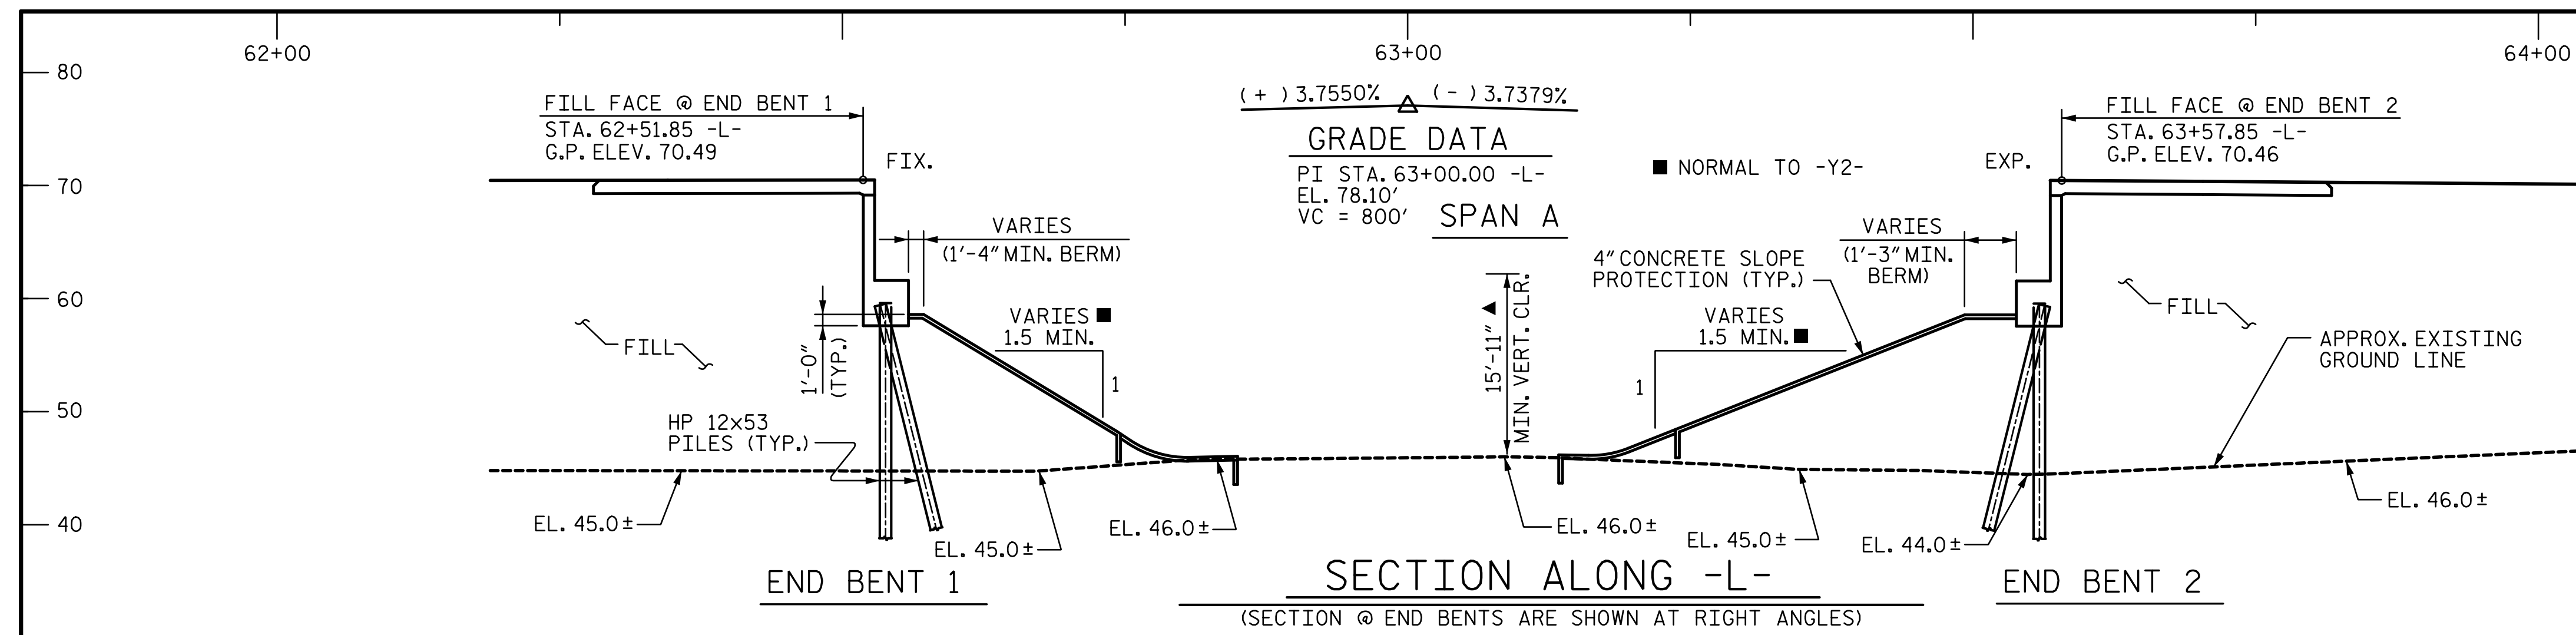 62+00
63+00
64+00
80
70
60
50
40
FILL FACE @ END BENT 1
STA. 62+51.85 -L-
G.P. ELEV. 70.49
FIX.
(+) 3.7550%
(-) 3.7379%
GRADE DATA
PI STA. 63+00.00 -L-
EL. 78.10'
VC = 800'
SPAN A
■ NORMAL TO -Y2-
EXP.
FILL FACE @ END BENT 2
STA. 63+57.85 -L-
G.P. ELEV. 70.46
VARIES
(1'-4" MIN. BERM)
VARIES ■
1.5 MIN.
1
1'-0"
(TYP.)
FILL
HP 12x53
PILES (TYP.)
15'-11" ▲
MIN. VERT. CLR.
4" CONCRETE SLOPE
PROTECTION (TYP.)
VARIES
1.5 MIN. ■
1
VARIES
(1'-3" MIN.
BERM)
FILL
APPROX. EXISTING
GROUND LINE
EL. 45.0±
EL. 45.0±
EL. 46.0±
EL. 46.0±
EL. 45.0±
EL. 44.0±
EL. 46.0±
END BENT 1
SECTION ALONG -L-
(SECTION @ END BENTS ARE SHOWN AT RIGHT ANGLES)
END BENT 2